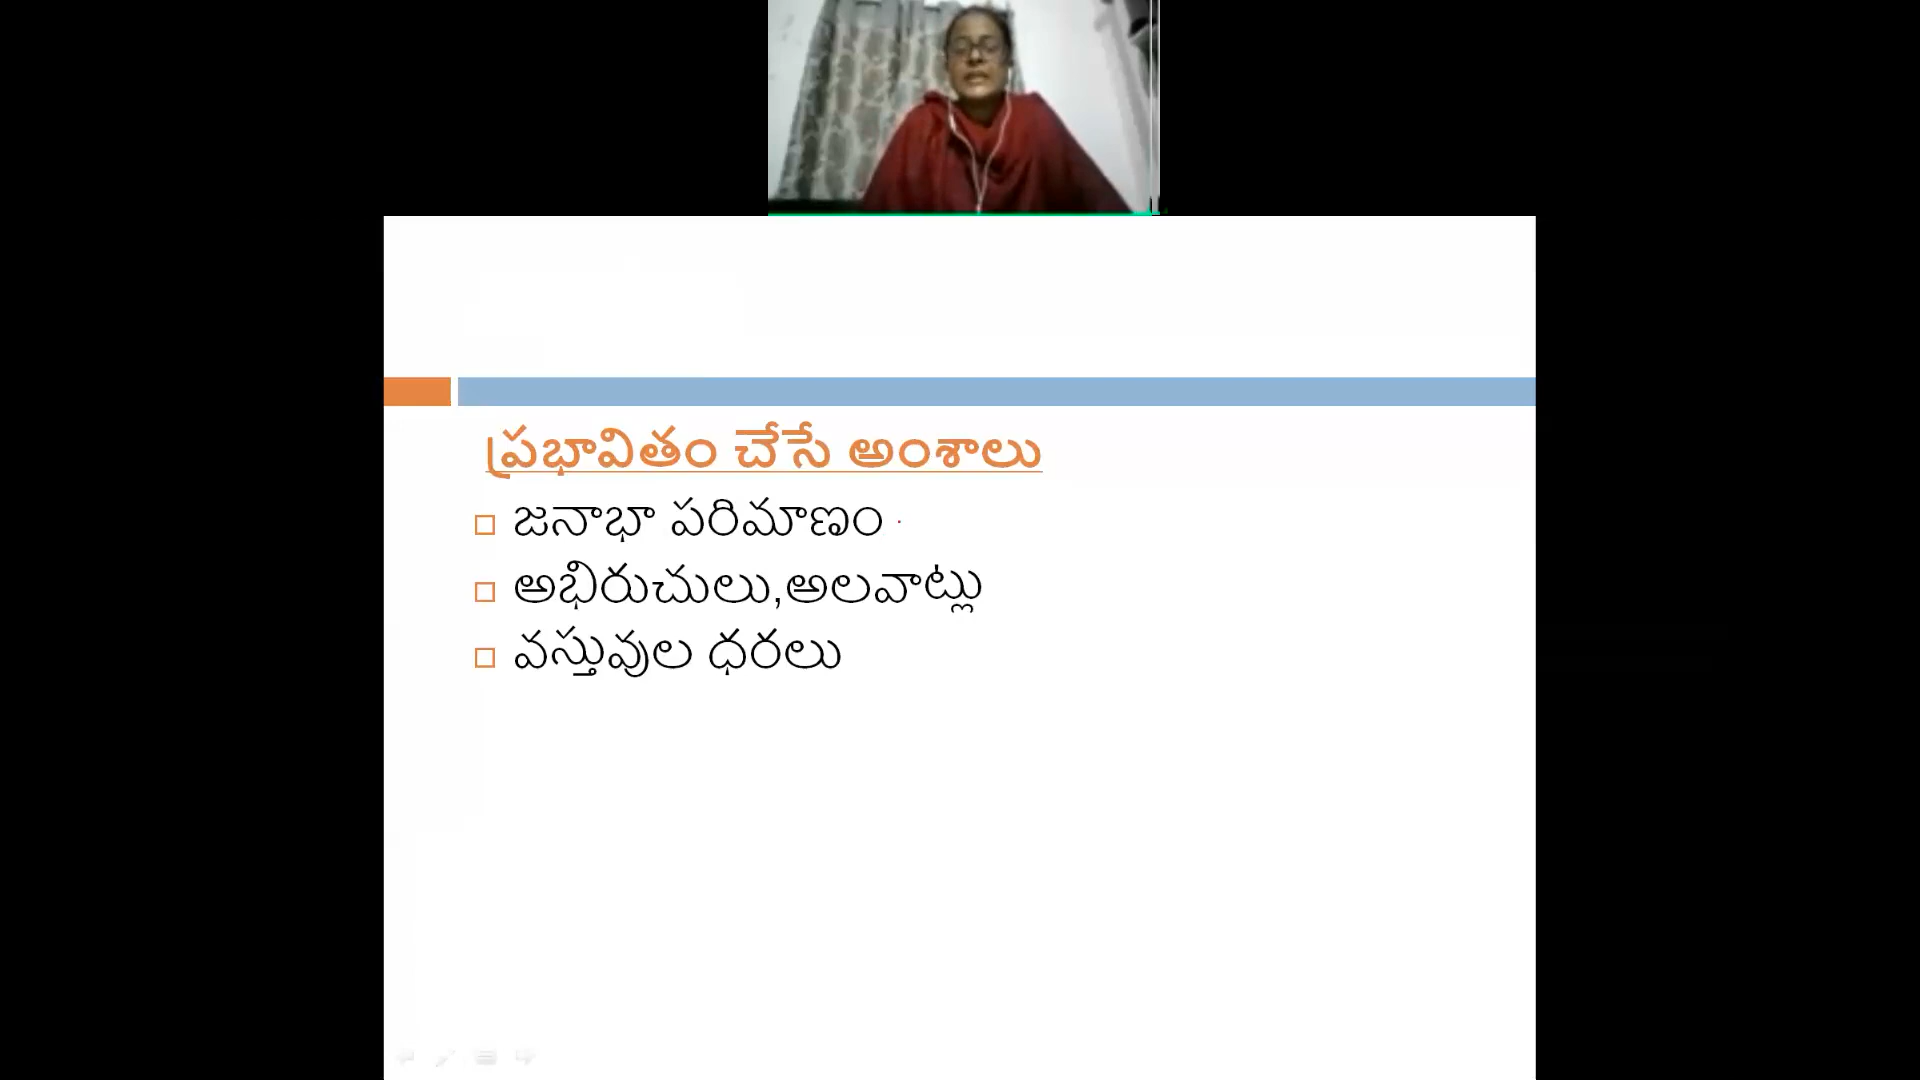 ప్రభావితం చేసే అంశాలు
జనాభా పరిమాణం
అభిరుచులు,అలవాట్లు
వస్తువుల ధరలు